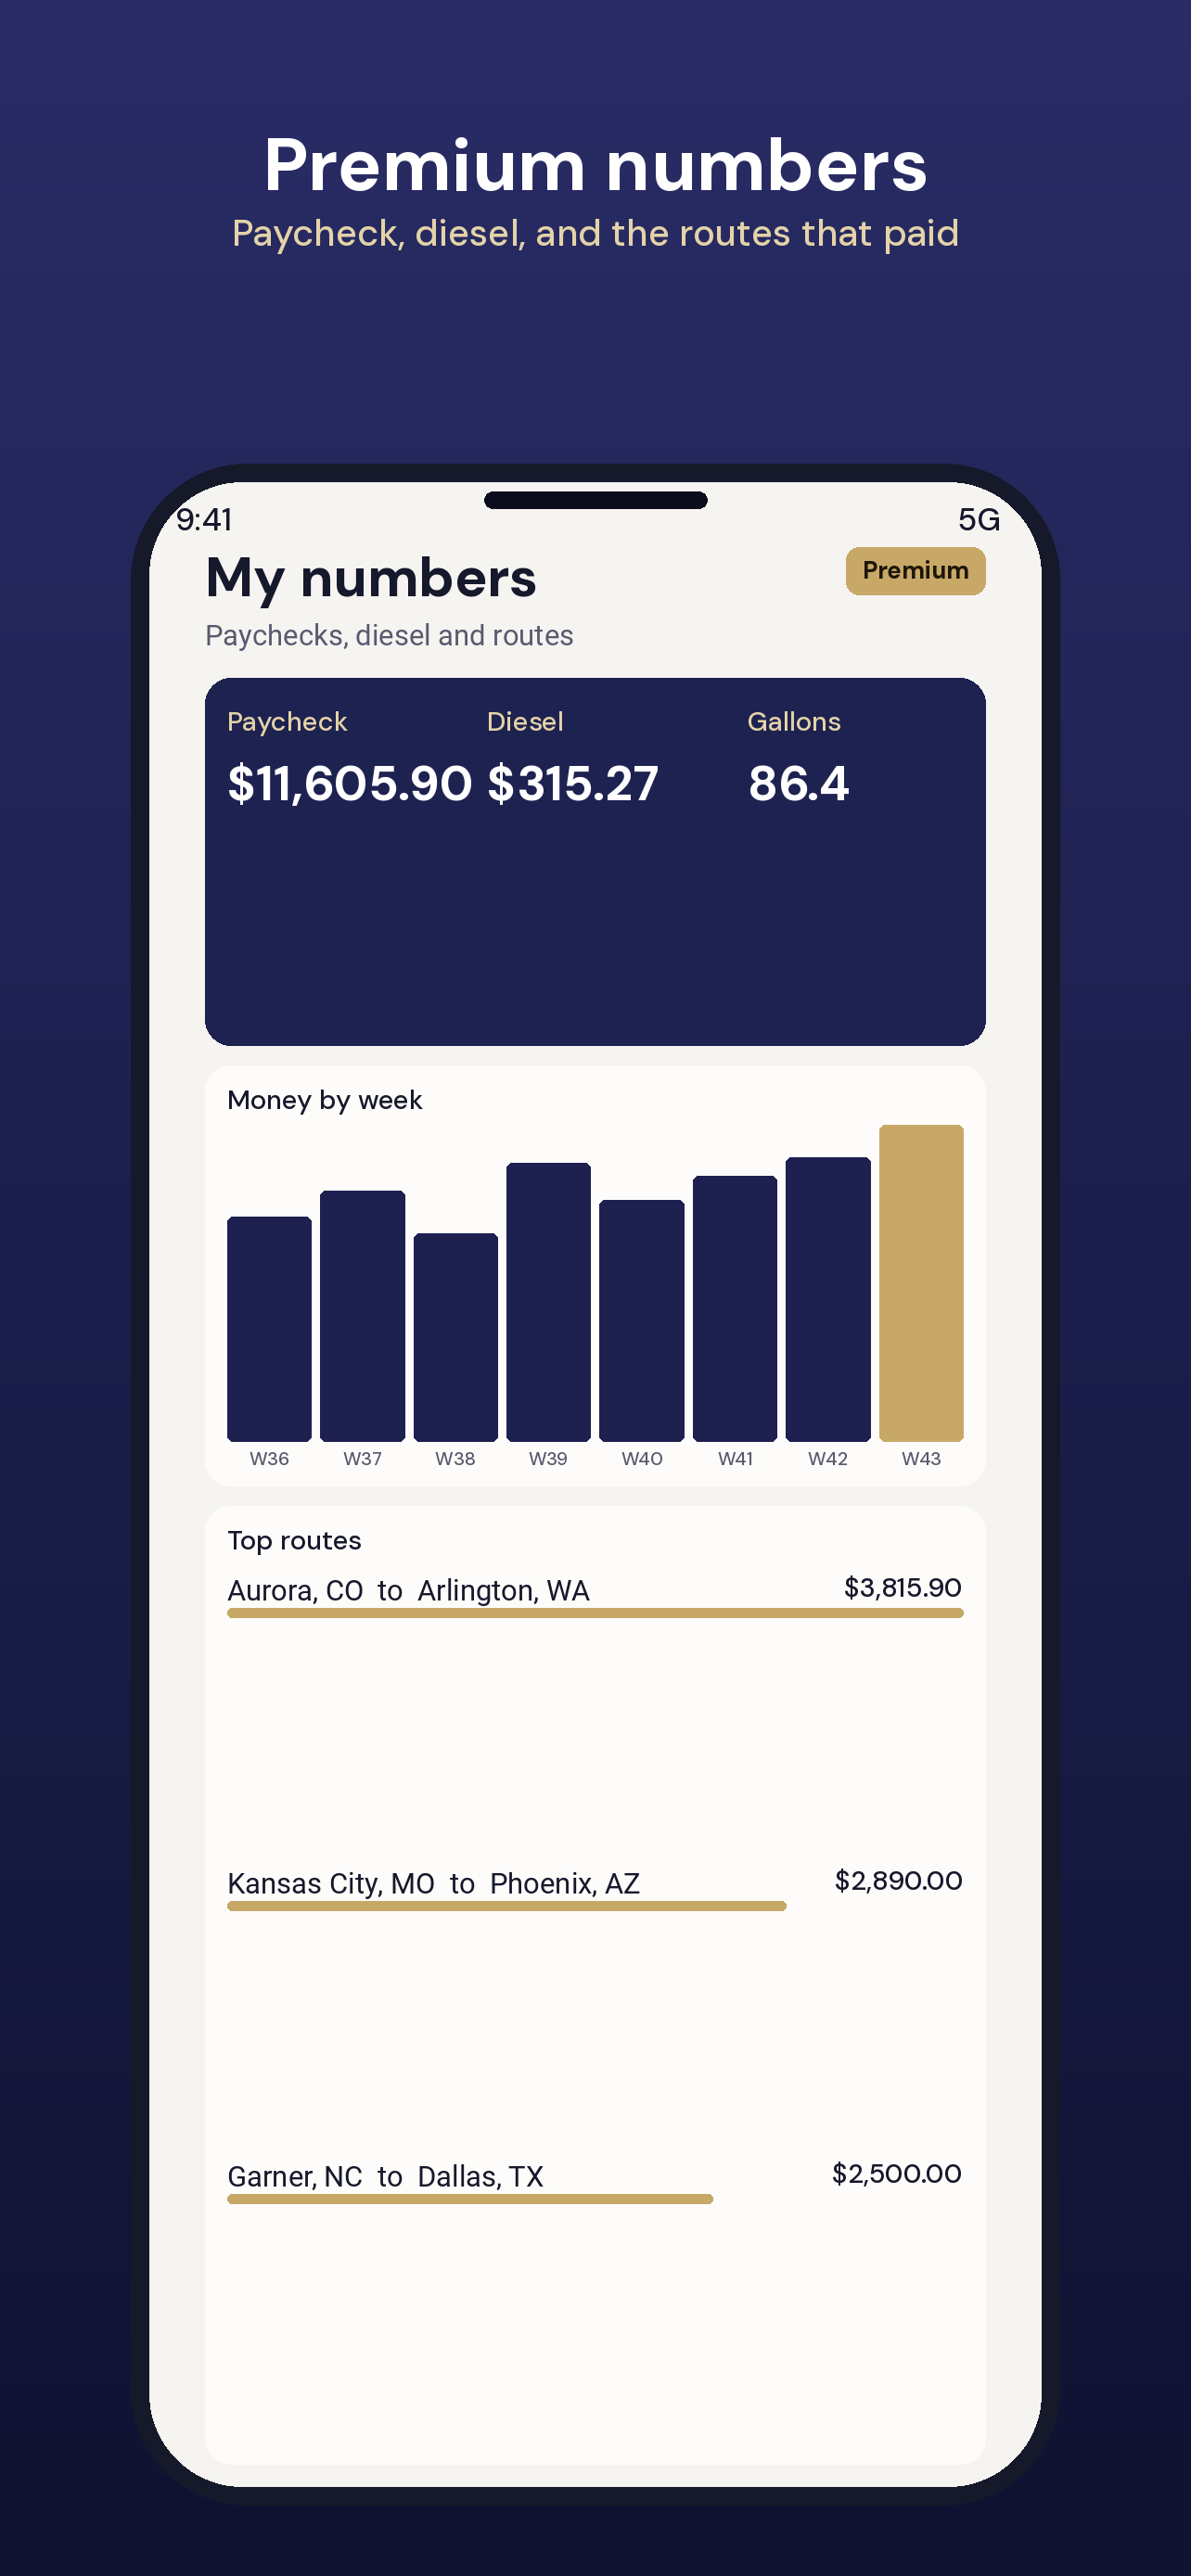 Premium numbers
Paycheck, diesel, and the routes that paid
9:41
5G
My numbers
Premium
Paychecks, diesel and routes
Paycheck Diesel Gallons
$11,605.90 $315.27 86.4
Money by week
W36 W37 W38 W39 W40 W41 W42 W43
Top routes
Aurora, CO to Arlington, WA $3,815.90
Kansas City, MO to Phoenix, AZ $2,890.00
Garner, NC to Dallas, TX $2,500.00